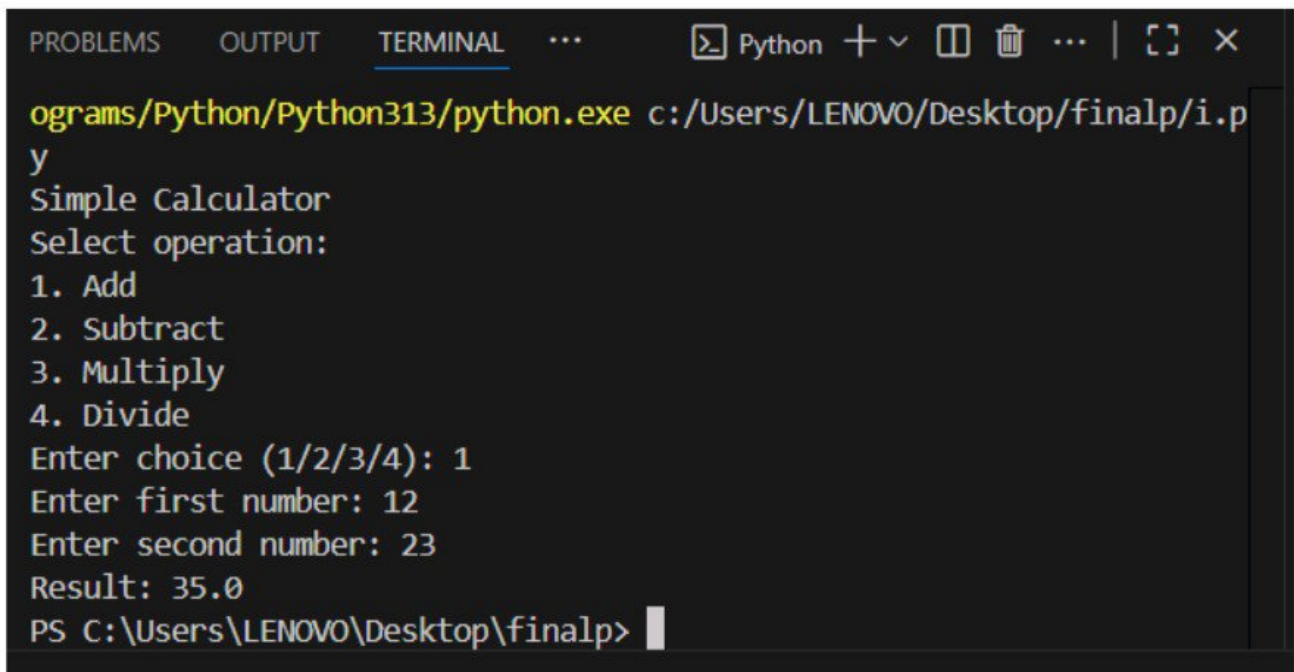 PROBLEMS OUTPUT TERMINAL ··· Python
ograms/Python/Python313/python.exe c:/Users/LENOVO/Desktop/finalp/i.p
y
Simple Calculator
Select operation:
1. Add
2. Subtract
3. Multiply
4. Divide
Enter choice (1/2/3/4): 1
Enter first number: 12
Enter second number: 23
Result: 35.0
PS C:\Users\LENOVO\Desktop\finalp>